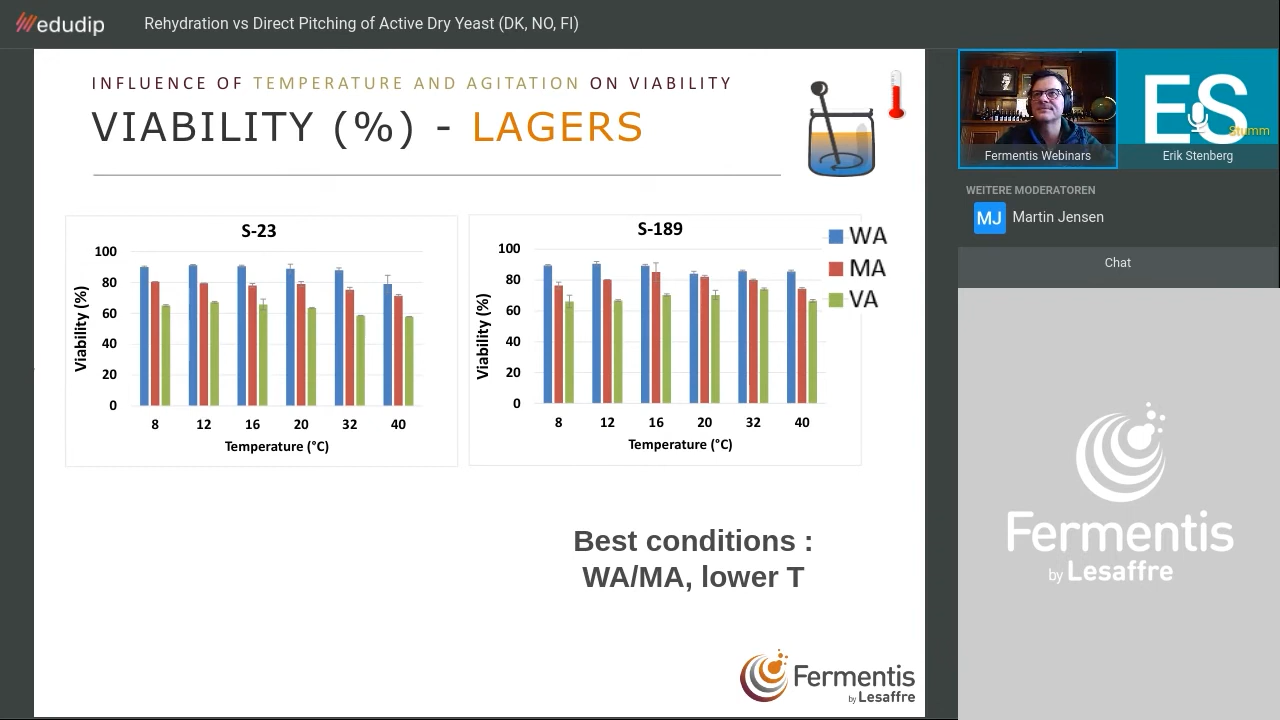 edudip
Rehydration vs Direct Pitching of Active Dry Yeast (DK, NO, FI)
INFLUENCE OF TEMPERATURE AND AGITATION ON VIABILITY
VIABILITY (%) - LAGERS
S-23
Viability (%)
100
80
60
40
20
0
8 12 16 20 32 40
Temperature (°C)
S-189
Viability (%)
100
80
60
40
20
0
8 12 16 20 32 40
Temperature (°C)
WA
MA
VA
Best conditions :
WA/MA, lower T
Fermentis
by Lesaffre
Fermentis Webinars
ES
Stumm
Erik Stenberg
WEITERE MODERATOREN
MJ Martin Jensen
Chat
Fermentis
by Lesaffre